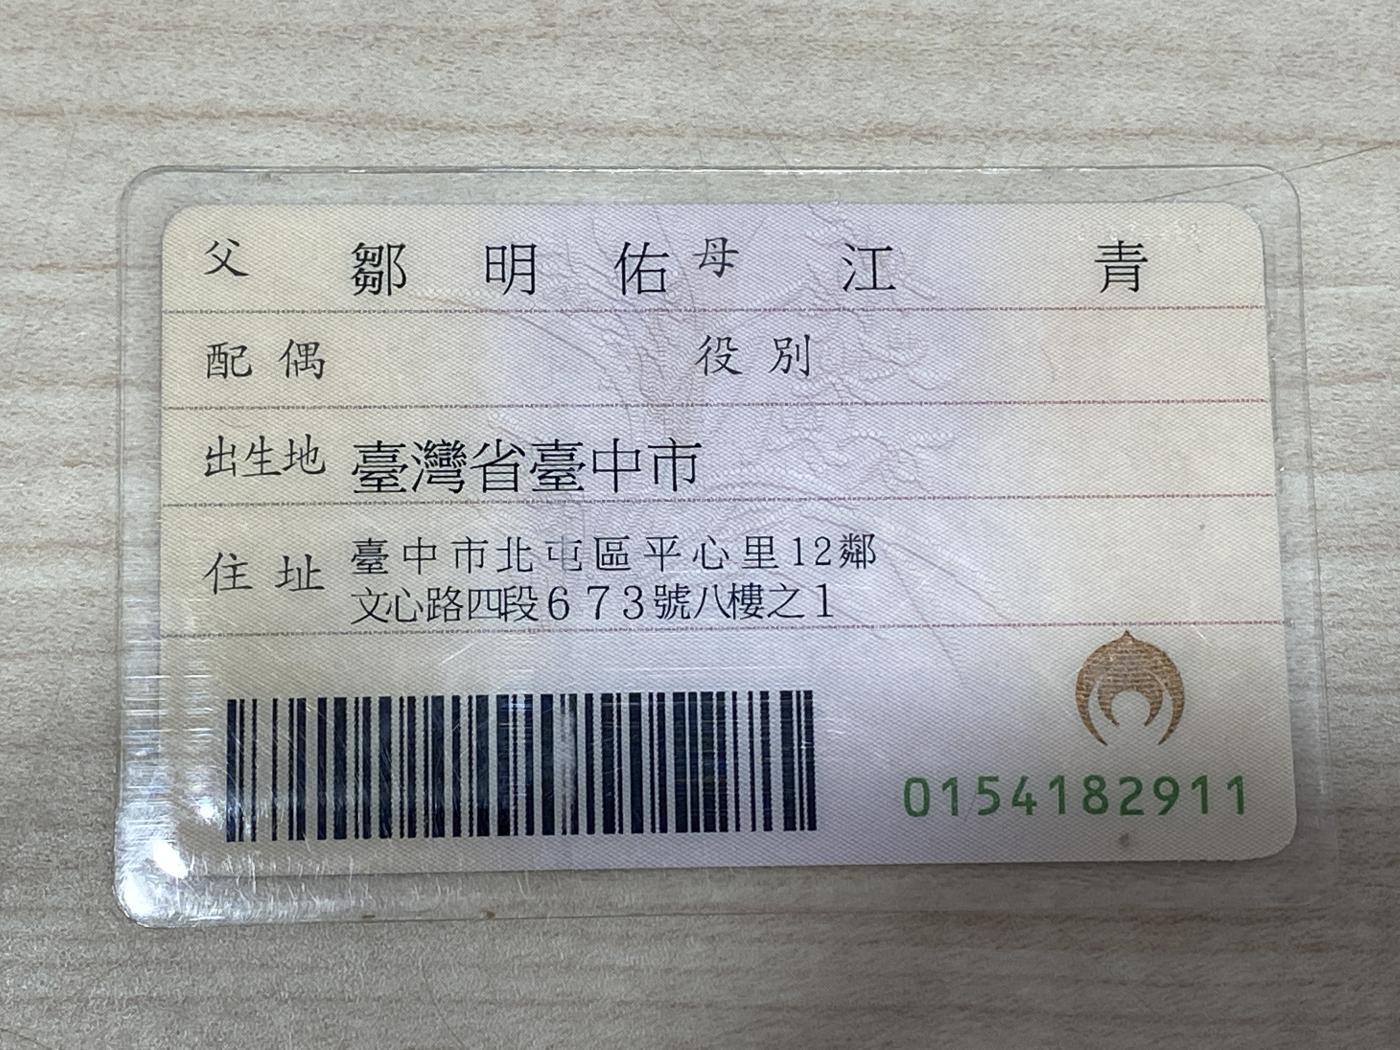 父 鄒明佑 母 江青
配偶 役別
出生地 臺灣省臺中市
住址 臺中市北屯區平心里12鄰
文心路四段673號八樓之1
0154182911